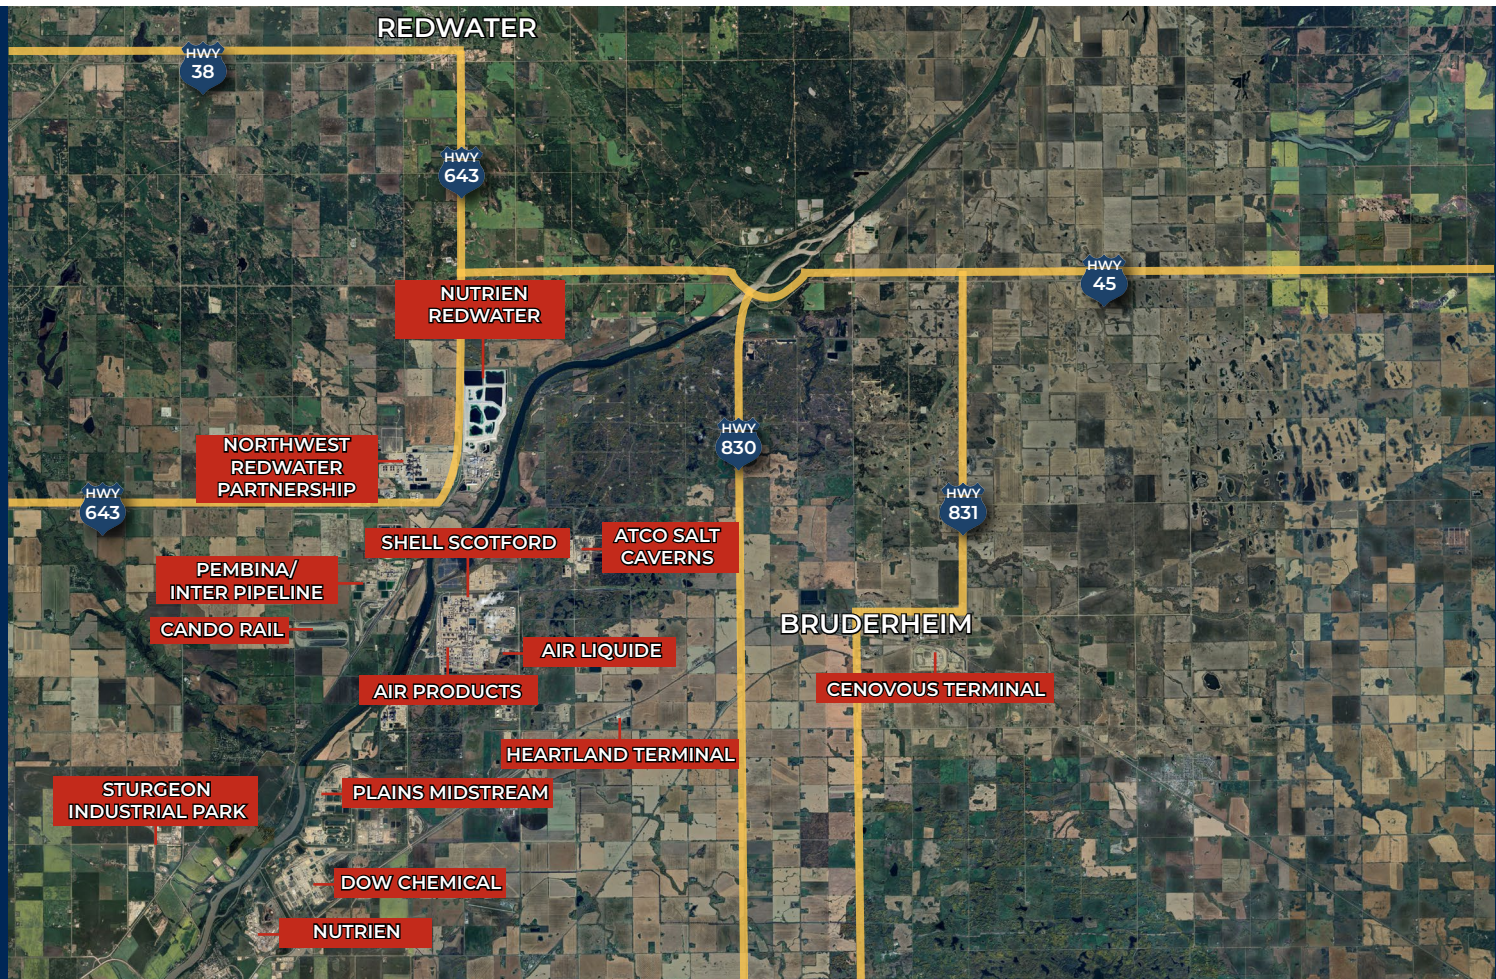 REDWATER
HWY
38
HWY
643
HWY
45
NUTRIEN
REDWATER
HWY
830
NORTHWEST
REDWATER
PARTNERSHIP
HWY
643
HWY
831
SHELL SCOTFORD
ATCO SALT
CAVERNS
PEMBINA/
INTER PIPELINE
CANDO RAIL
BRUDERHEIM
AIR LIQUIDE
AIR PRODUCTS
CENOVOUS TERMINAL
HEARTLAND TERMINAL
STURGEON
INDUSTRIAL PARK
PLAINS MIDSTREAM
DOW CHEMICAL
NUTRIEN